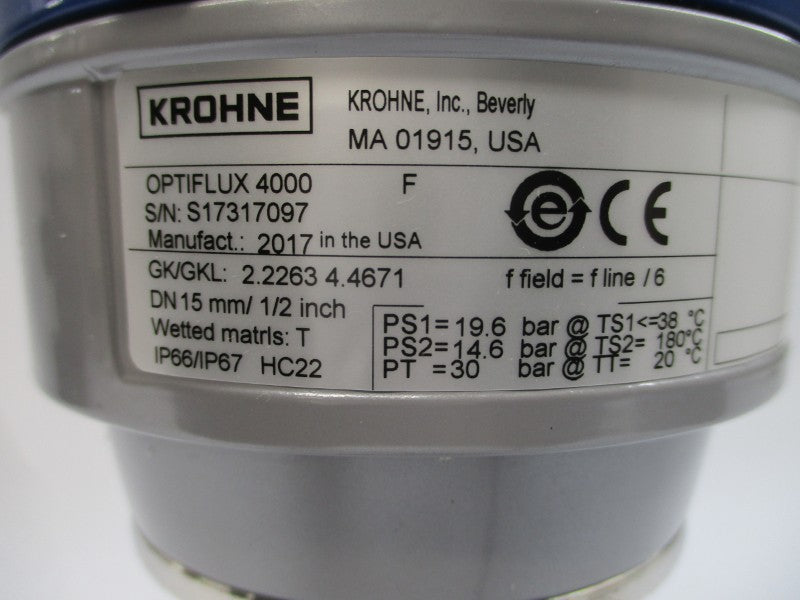 KROHNE
KROHNE, Inc., Beverly
MA 01915, USA
OPTIFLUX 4000 F
S/N: S17317097
Manufact.: 2017 in the USA
e CE
GK/GKL: 2.2263 4.4671 f field = f line / 6
DN 15 mm/ 1/2 inch
Wetted matrls: T
IP66/IP67 HC22
PS1= 19.6 bar @ TS1<=38 °C
PS2= 14.6 bar @ TS2= 180°C
PT =30 bar @ TT= 20 °C